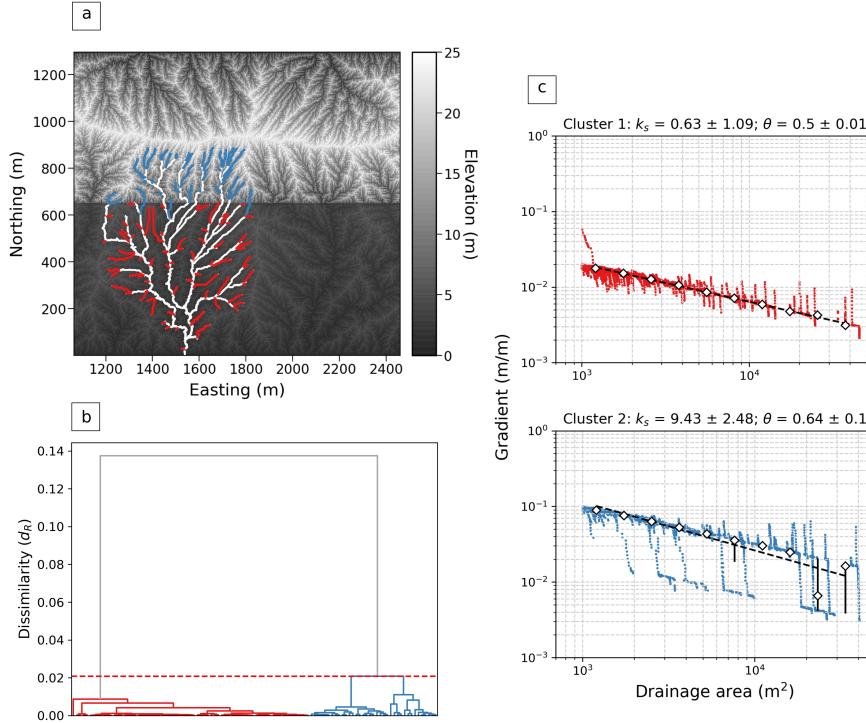 a
1200
1000
800
600
400
200
Northing (m)
1200 1400 1600 1800 2000 2200 2400
Easting (m)
25
20
15
10
5
0
Elevation (m)
b
0.14
0.12
0.10
0.08
0.06
0.04
0.02
0.00
Dissimilarity (dR)
c
Cluster 1: ks = 0.63 ± 1.09; θ = 0.5 ± 0.01
10^0
10^-1
10^-2
10^-3
10^3 10^4
Gradient (m/m)
Cluster 2: ks = 9.43 ± 2.48; θ = 0.64 ± 0.1
10^0
10^-1
10^-2
10^-3
10^3 10^4
Drainage area (m²)